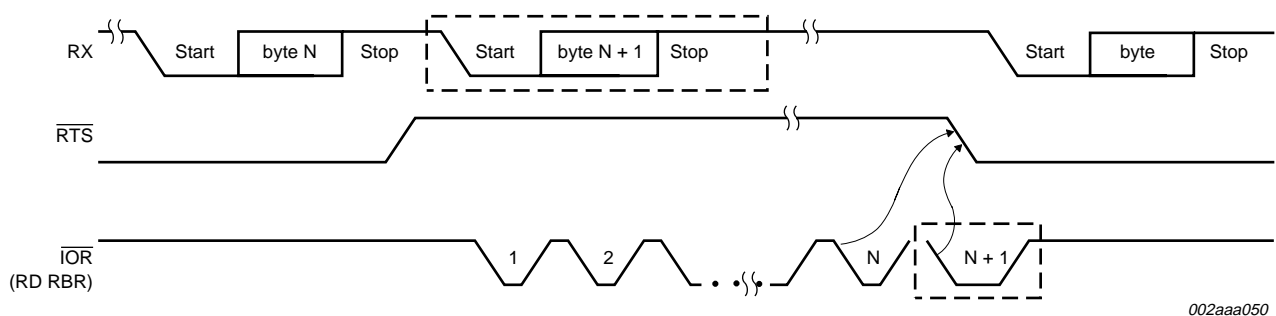 RX Start byte N Stop Start byte N + 1 Stop Start byte Stop
RTS
IOR 1 2 N N + 1
(RD RBR)
002aaa050